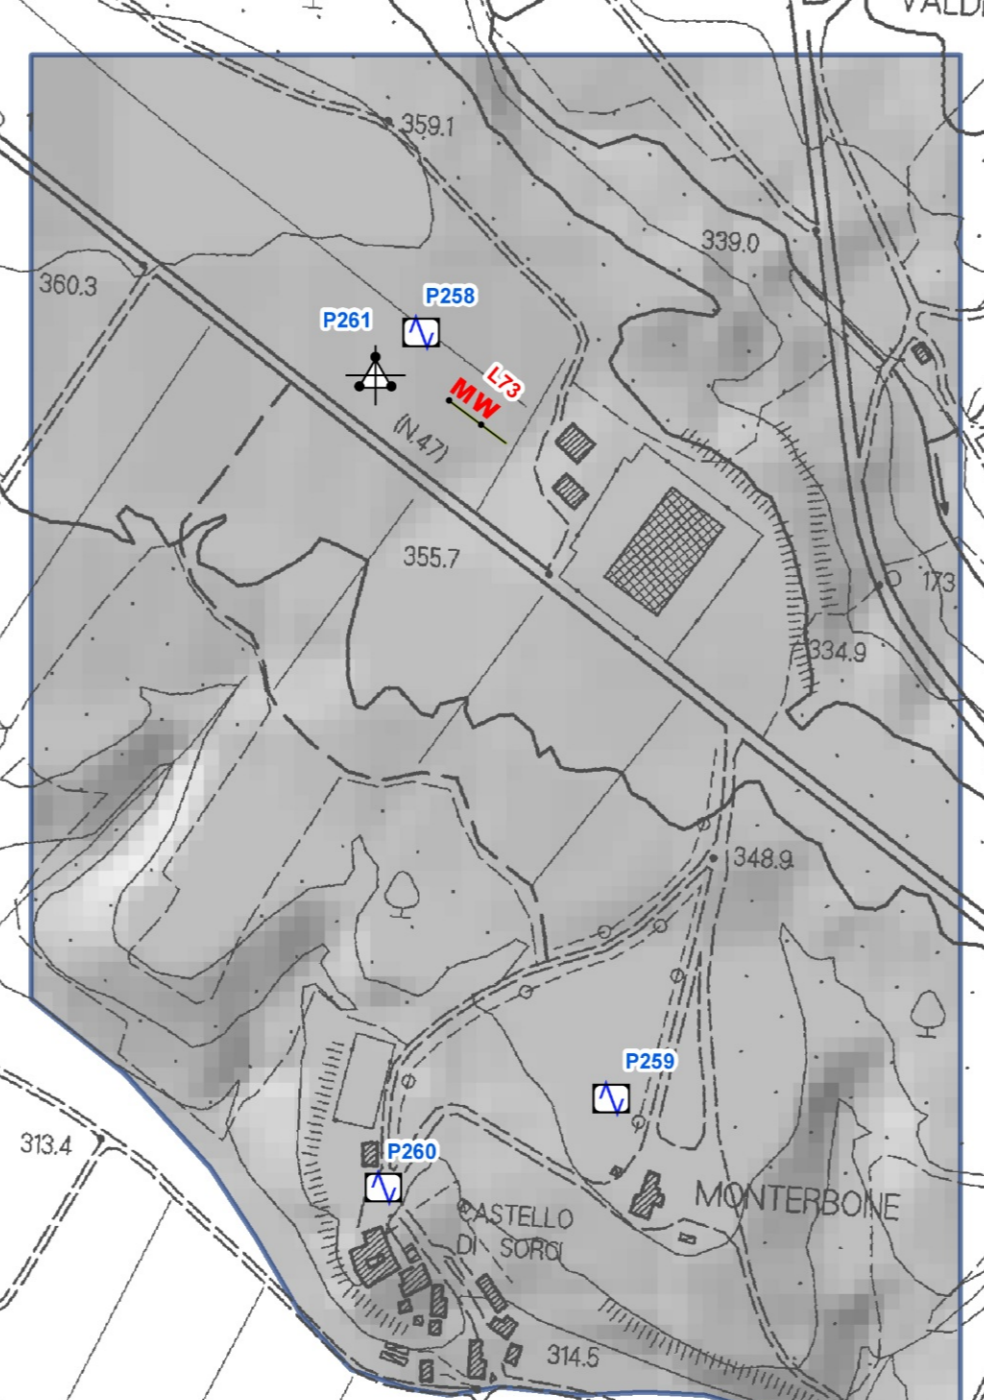 359.1
339.0
360.3
P258
P261
L73
MW
(N.47)
355.7
173
334.9
348.9
P259
313.4
P260
MONTERBONE
CASTELLO
DI SORCI
314.5